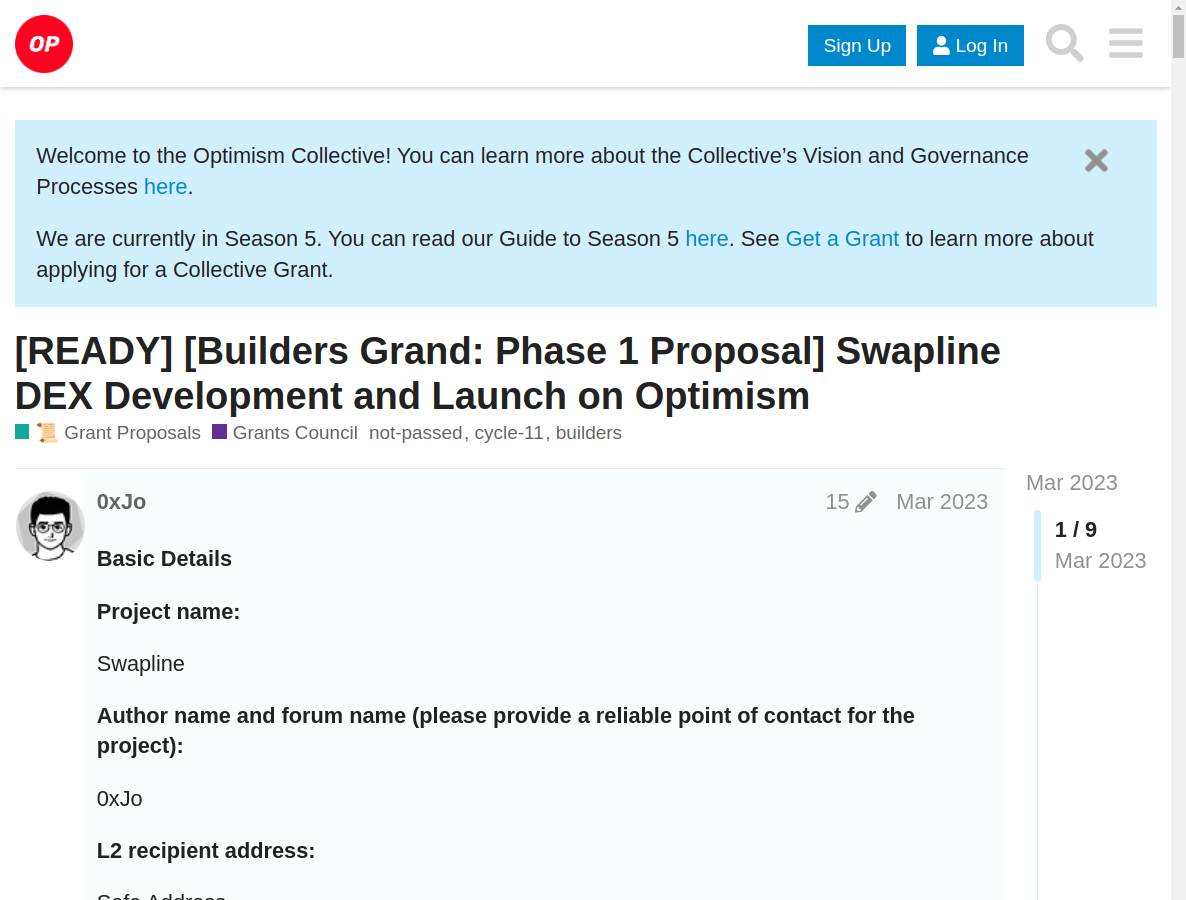 OP
Sign Up
Log In
Welcome to the Optimism Collective! You can learn more about the Collective’s Vision and Governance
Processes here.
We are currently in Season 5. You can read our Guide to Season 5 here. See Get a Grant to learn more about
applying for a Collective Grant.
[READY] [Builders Grand: Phase 1 Proposal] Swapline
DEX Development and Launch on Optimism
Grant Proposals Grants Council not-passed, cycle-11, builders
0xJo 15 Mar 2023
Basic Details
Project name:
Swapline
Author name and forum name (please provide a reliable point of contact for the
project):
0xJo
L2 recipient address:
Safe Address
Mar 2023
1 / 9
Mar 2023